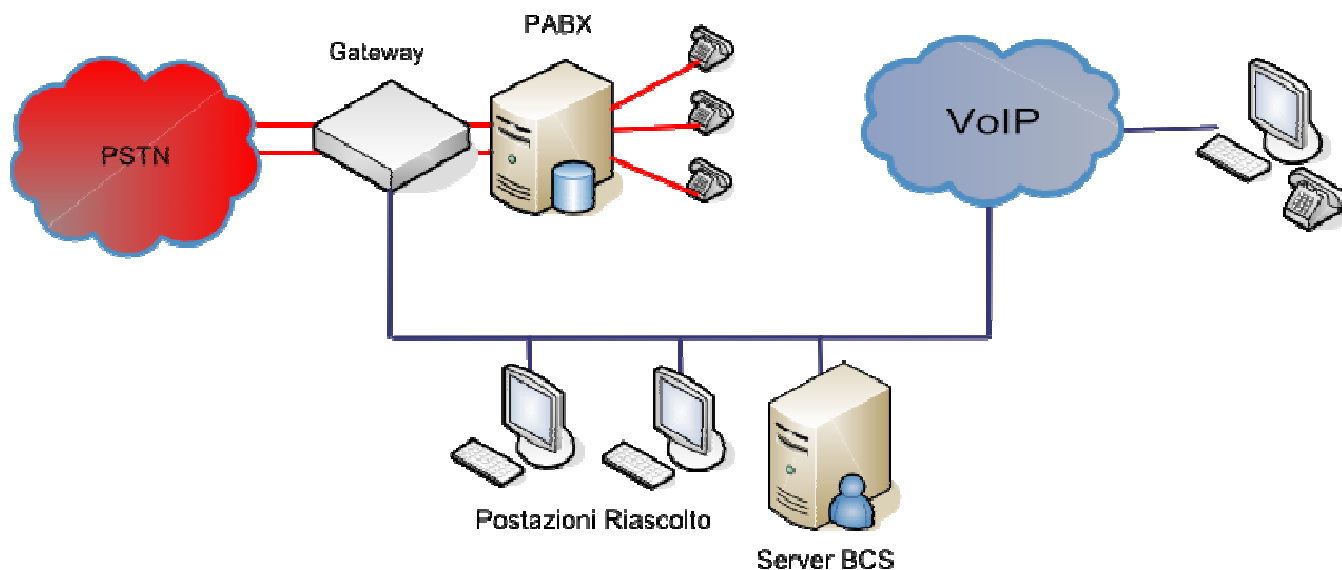 PABX
Gateway
PSTN
VoIP
Postazioni Riascolto
Server BCS